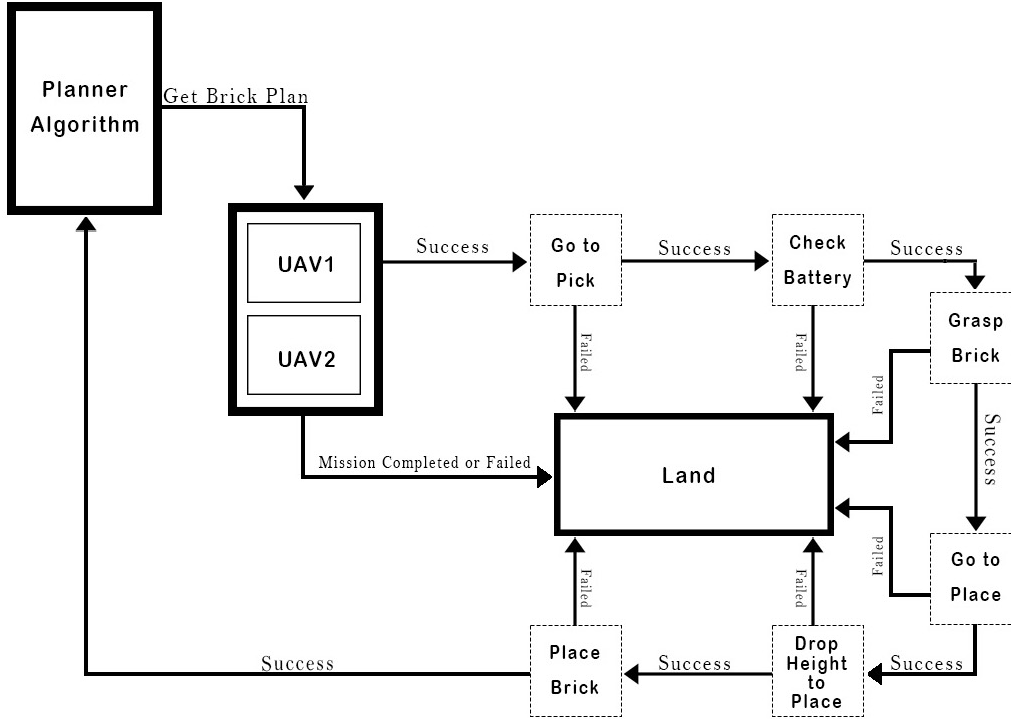 Planner
Algorithm
Get Brick Plan
UAV1
UAV2
Success
Go to
Pick
Success
Check
Battery
Success
Grasp
Brick
Failed
Failed
Failed
Success
Mission Completed or Failed
Land
Failed
Go to
Place
Failed
Failed
Success
Place
Brick
Success
Drop
Height
to
Place
Success